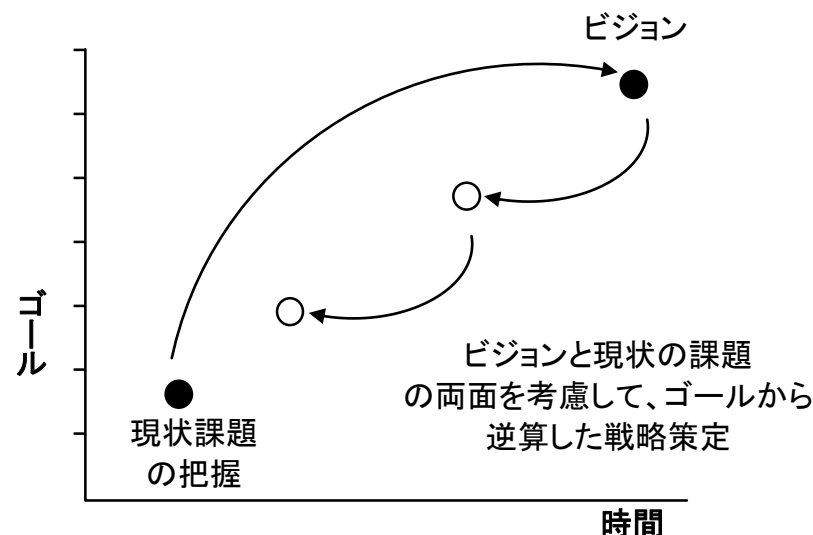 ビジョン
ゴール
ビジョンと現状の課題
の両面を考慮して、ゴールから
逆算した戦略策定
現状課題
の把握
時間